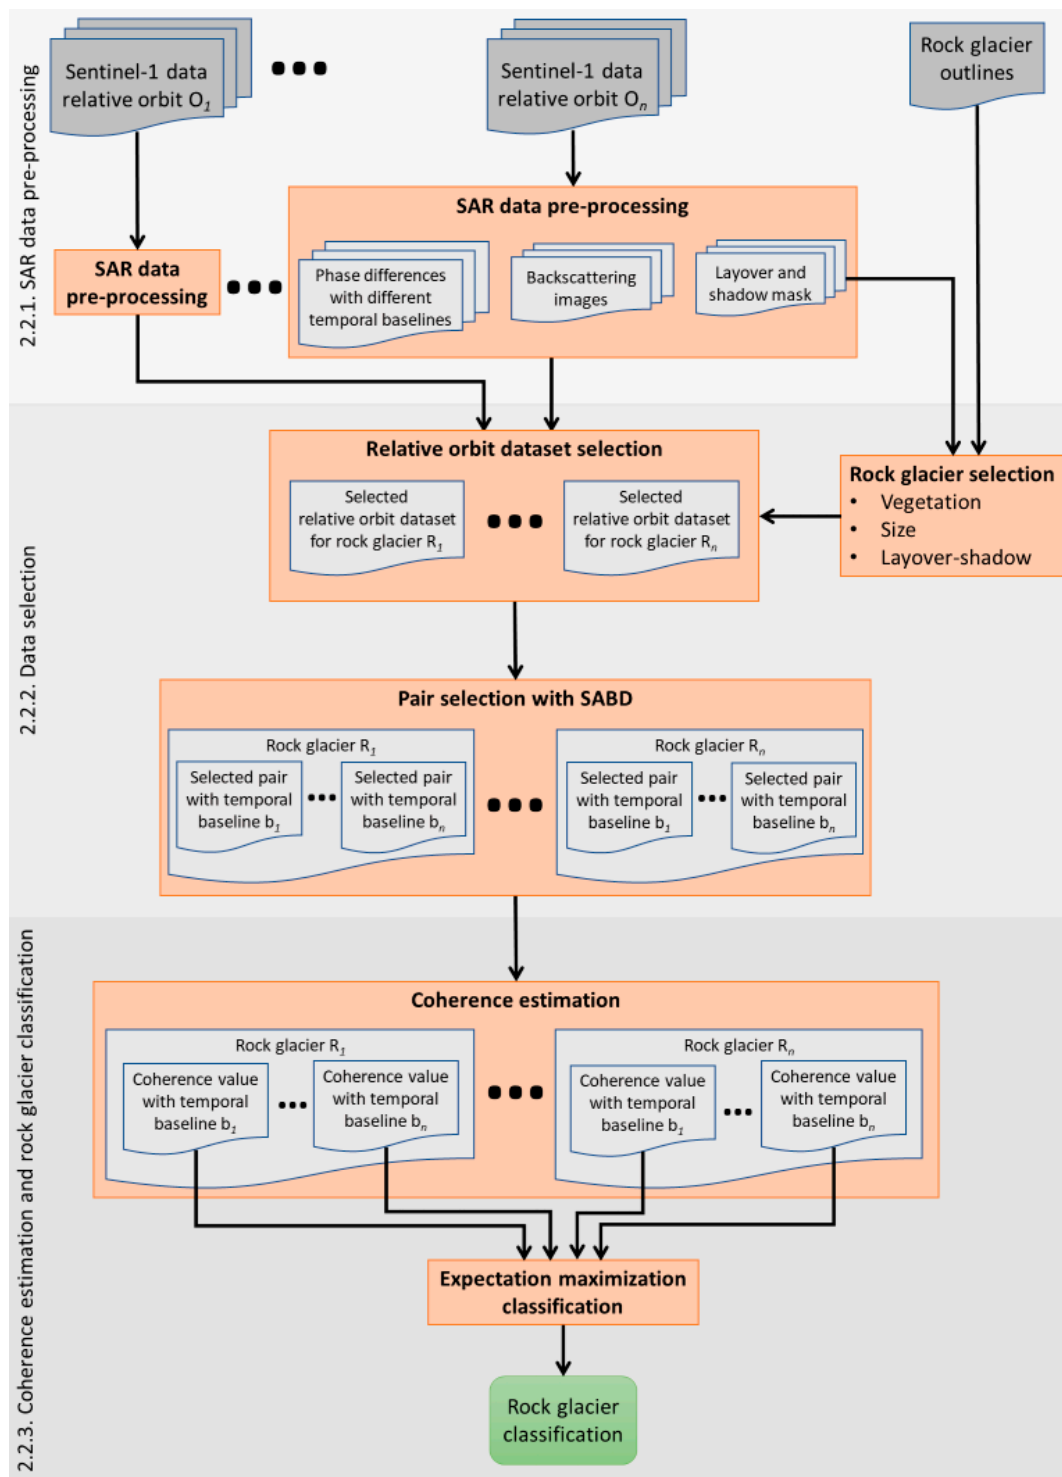 2.2.1. SAR data pre-processing
Sentinel-1 data
relative orbit O1
Sentinel-1 data
relative orbit On
Rock glacier
outlines
SAR data
pre-processing
SAR data pre-processing
Phase differences
with different
temporal baselines
Backscattering
images
Layover and
shadow mask
2.2.2. Data selection
Relative orbit dataset selection
Selected
relative orbit dataset
for rock glacier R1
Selected
relative orbit dataset
for rock glacier Rn
Rock glacier selection
• Vegetation
• Size
• Layover-shadow
Pair selection with SABD
Rock glacier R1
Selected pair
with temporal
baseline b1
Selected pair
with temporal
baseline bn
Rock glacier Rn
Selected pair
with temporal
baseline b1
Selected pair
with temporal
baseline bn
2.2.3. Coherence estimation and rock glacier classification
Coherence estimation
Rock glacier R1
Coherence value
with temporal
baseline b1
Coherence value
with temporal
baseline bn
Rock glacier Rn
Coherence value
with temporal
baseline b1
Coherence value
with temporal
baseline bn
Expectation maximization
classification
Rock glacier
classification